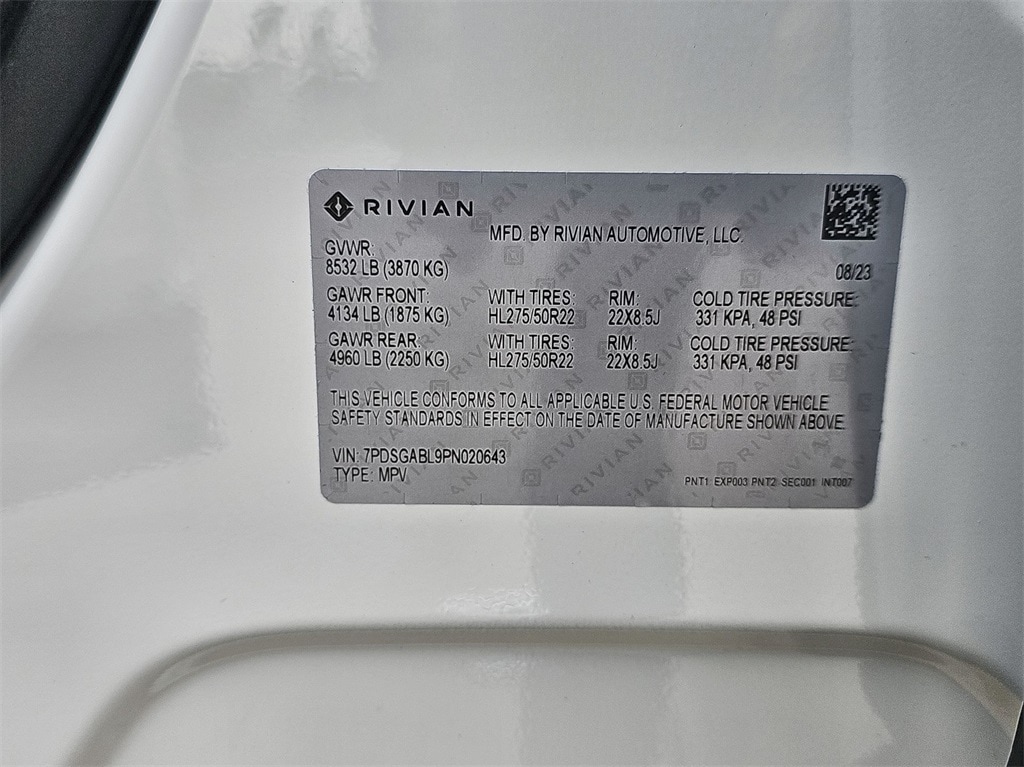 RIVIAN
MFD. BY RIVIAN AUTOMOTIVE, LLC.
GVWR:
8532 LB (3870 KG) 08/23
GAWR FRONT: WITH TIRES: RIM: COLD TIRE PRESSURE:
4134 LB (1875 KG) HL275/50R22 22X8.5J 331 KPA, 48 PSI
GAWR REAR: WITH TIRES: RIM: COLD TIRE PRESSURE:
4960 LB (2250 KG) HL275/50R22 22X8.5J 331 KPA, 48 PSI
THIS VEHICLE CONFORMS TO ALL APPLICABLE U.S. FEDERAL MOTOR VEHICLE
SAFETY STANDARDS IN EFFECT ON THE DATE OF MANUFACTURE SHOWN ABOVE.
VIN: 7PDSGABL9PN020643
TYPE: MPV PNT1: EXP003 PNT2: SEC001 INT007